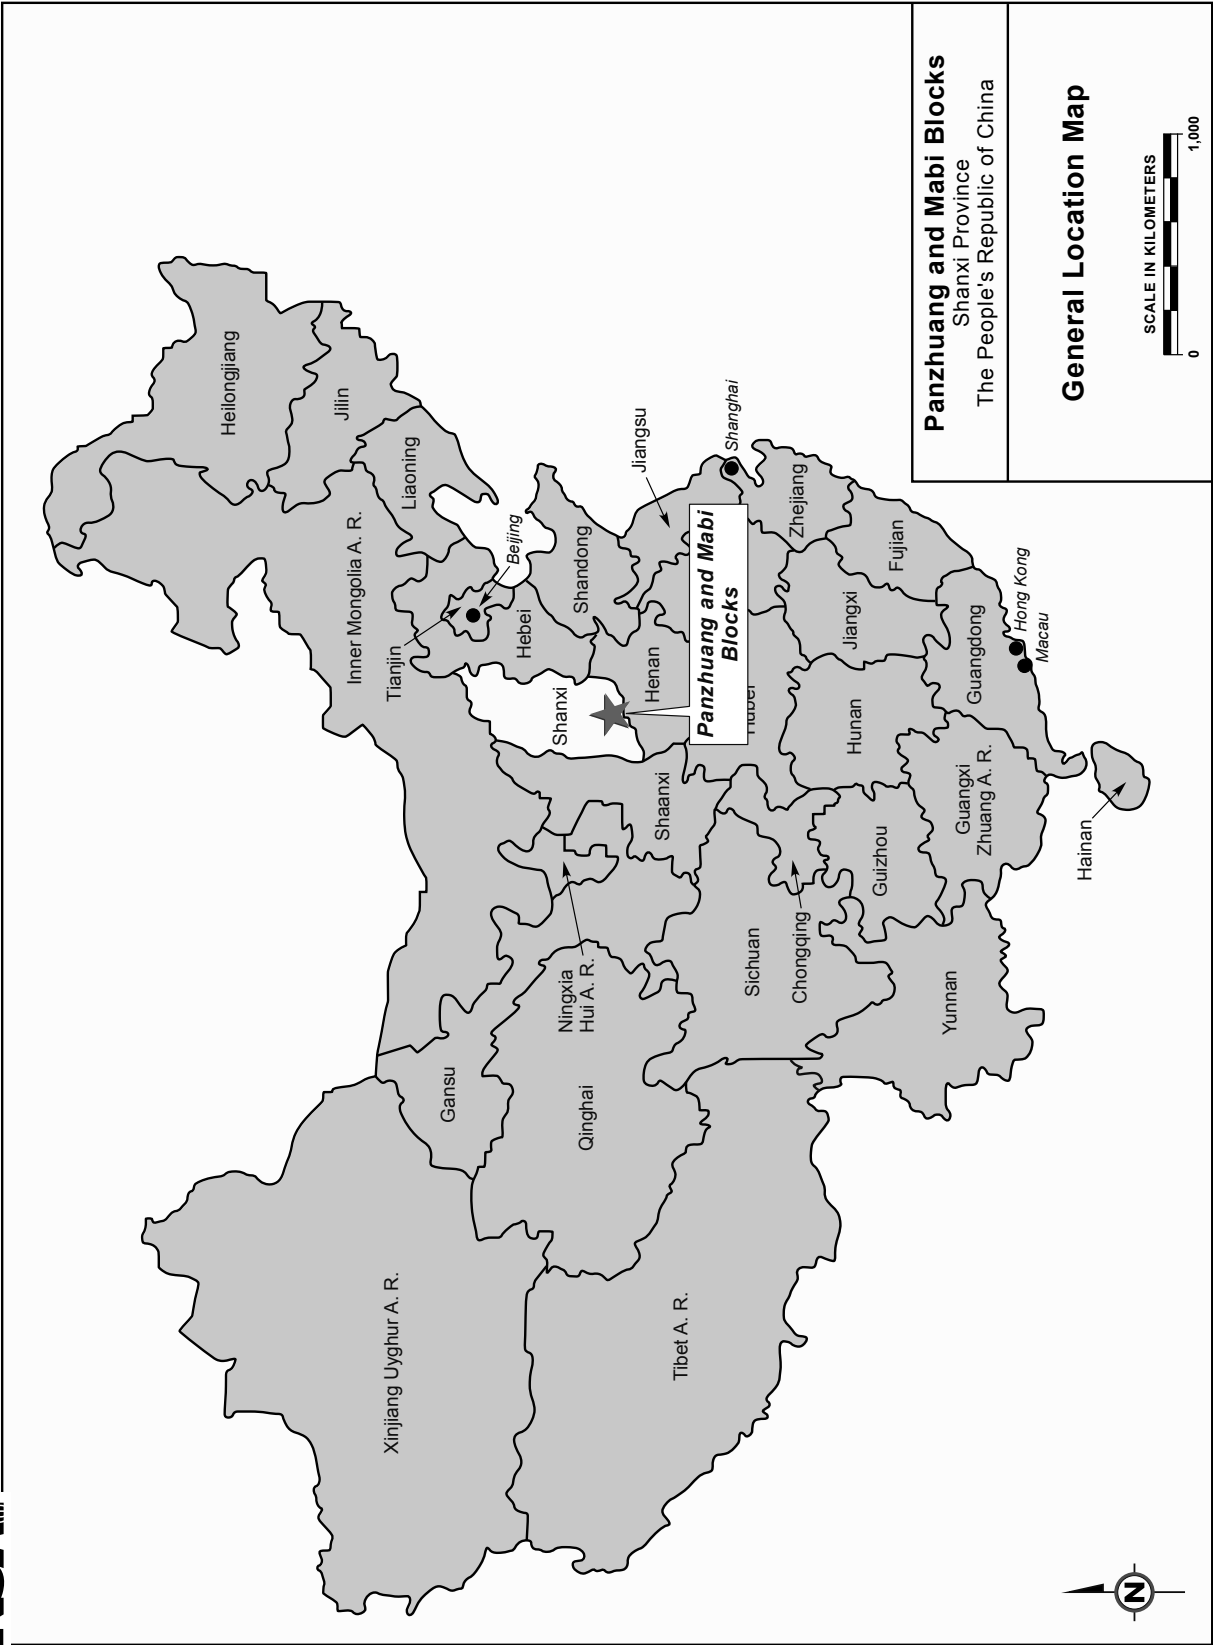 Heilongjiang
Jilin
Liaoning
Inner Mongolia A. R.
Beijing
Tianjin
Hebei
Shandong
Jiangsu
Shanghai
Shanxi
Henan
Panzhuang and Mabi
Blocks
Hubei
Zhejiang
Fujian
Jiangxi
Hunan
Guangdong
Hong Kong
Macau
Guangxi
Zhuang A. R.
Hainan
Guizhou
Shaanxi
Chongqing
Sichuan
Yunnan
Ningxia
Hui A. R.
Gansu
Qinghai
Xinjiang Uyghur A. R.
Tibet A. R.
N
Panzhuang and Mabi Blocks
Shanxi Province
The People's Republic of China
General Location Map
SCALE IN KILOMETERS
0 1,000